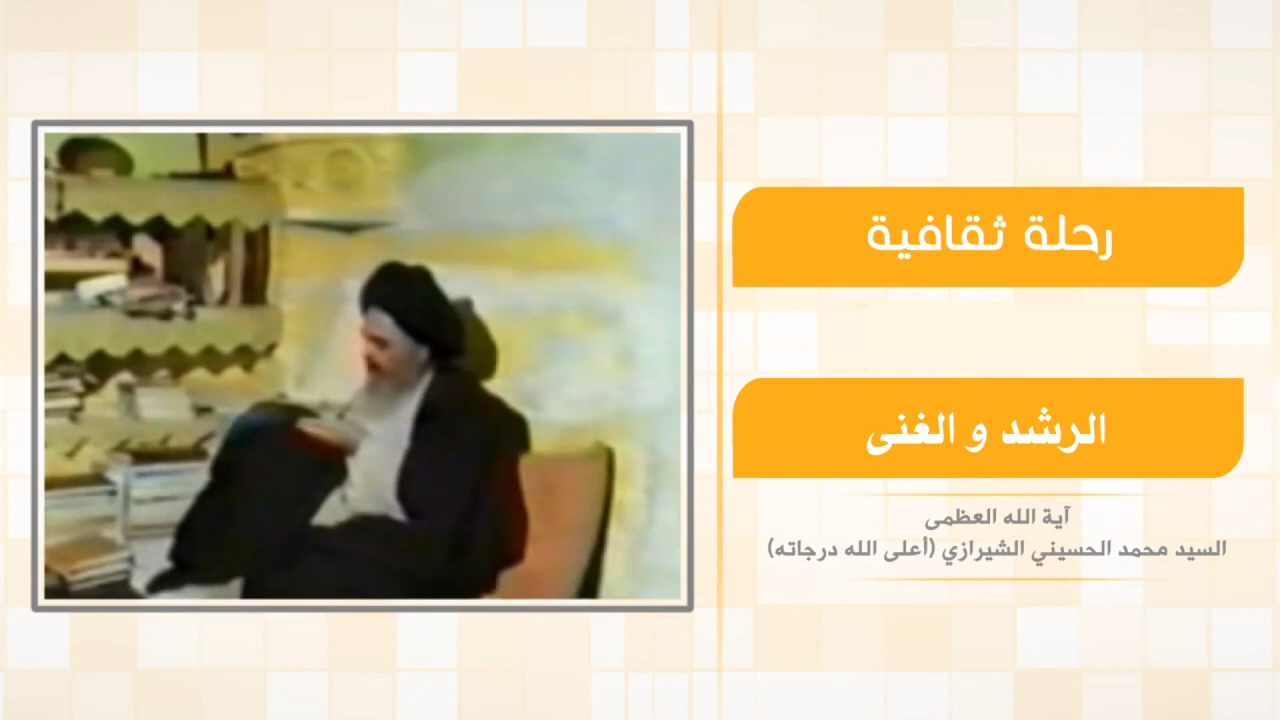 رحلة ثقافية
الرشد و الغنى
آية الله العظمى
السيد محمد الحسيني الشيرازي (أعلى الله درجاته)